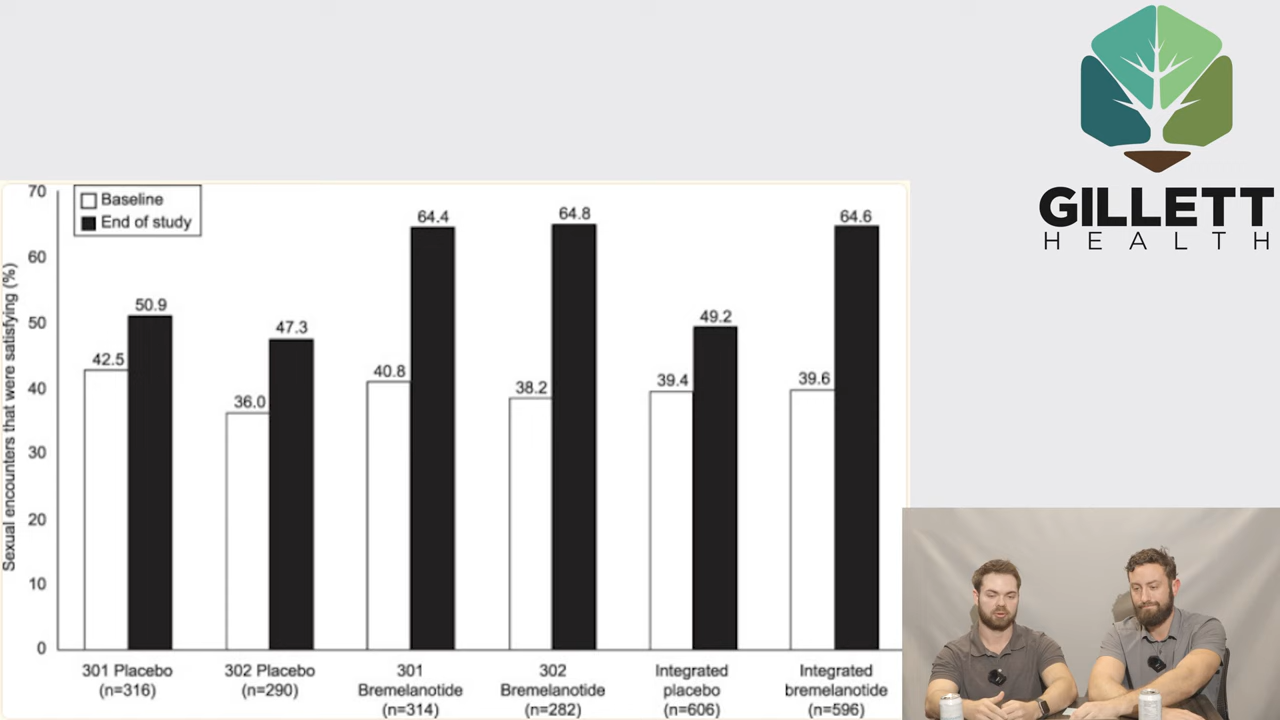 GILLETT
HEALTH
70
60
50
40
30
20
10
0
Sexual encounters that were satisfying (%)
Baseline
End of study
42.5
50.9
36.0
47.3
40.8
64.4
38.2
64.8
39.4
49.2
39.6
64.6
301 Placebo
(n=316)
302 Placebo
(n=290)
301
Bremelanotide
(n=314)
302
Bremelanotide
(n=282)
Integrated
placebo
(n=606)
Integrated
bremelanotide
(n=596)